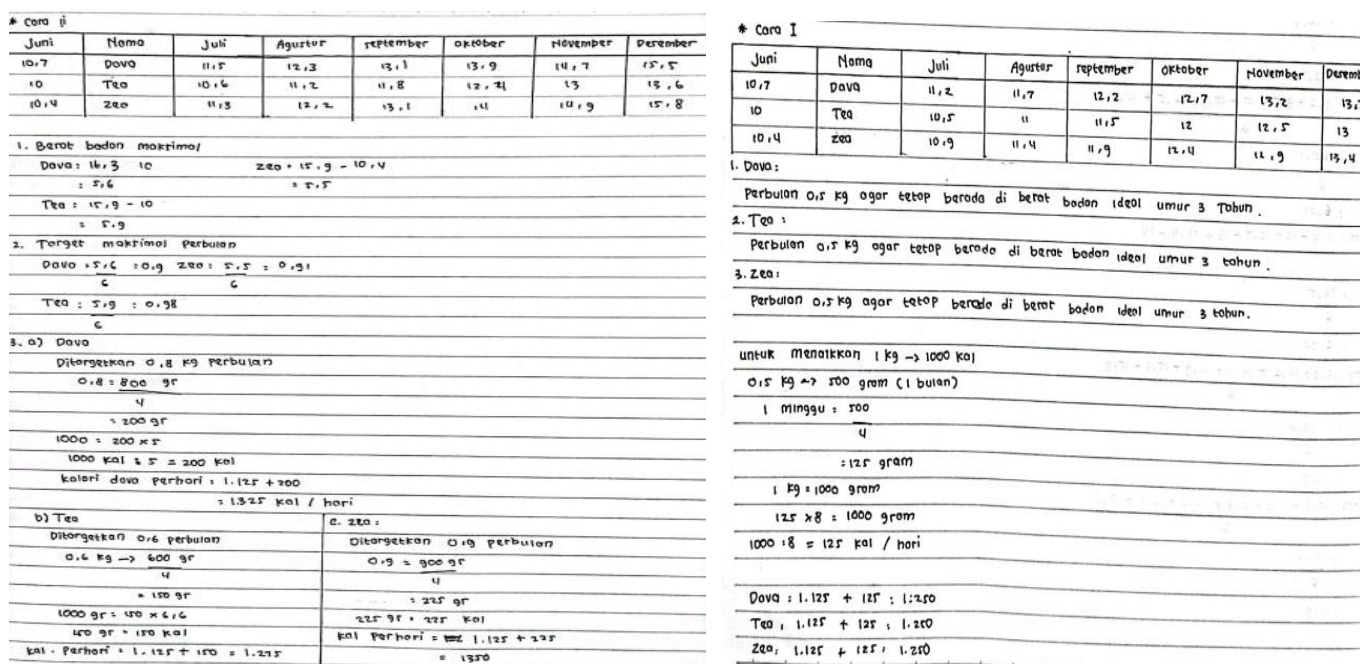 * Cara ii
Juni Nama Juli Agustus september oktober November Desember
10,7 Dava 11,5 12,3 13,1 13,9 14,7 15,5
10 Tea 10,6 11,2 11,8 12,4 13 13,6
10,4 Zea 11,3 12,2 13,1 14 14,9 15,8
1. Berat badan maksimal
Dava : 16,3 10 Zea = 15,9 - 10,4
: 5,6 = 5,5
Tea : 15,9 - 10
: 5,9
2. Target maksimal perbulan
Dava : 5,6 : 0,9 Zea : 5,5 : 0,91
6 6
Tea : 5,9 : 0,98
6
3. a) Dava
Ditargetkan 0,8 kg perbulan
0,8 = 800 gr
4
= 200 gr
1000 = 200 x 5
1000 kal : 5 = 200 kal
kalori dava perhari = 1.125 + 200
= 1325 kal / hari
b) Tea
Ditargetkan 0,6 perbulan
0,6 kg -> 600 gr
4
= 150 gr
1000 gr = 150 x 6,6
150 gr = 150 kal
kal . perhari = 1.125 + 150 = 1.275
c. Zea :
Ditargetkan 0,9 perbulan
0,9 = 900 gr
4
= 225 gr
225 gr = 225 kal
kal perhari = 1.125 + 225
= 1350
* Cara I
Juni Nama Juli Agustus september oktober November Desemb
10,7 Dava 11,2 11,7 12,2 12,7 13,2 13,
10 Tea 10,5 11 11,5 12 12,5 13
10,4 Zea 10,9 11,4 11,9 12,4 12,9 13,4
1. Dava :
Perbulan 0,5 kg agar tetap berada di berat badan ideal umur 3 Tahun.
2. Tea :
Perbulan 0,5 kg agar tetap berada di berat badan ideal umur 3 tahun.
3. Zea :
Perbulan 0,5 kg agar tetap berada di berat badan ideal umur 3 tahun.
untuk menaikkan 1 kg -> 1000 kal
0,5 kg -> 500 gram (1 bulan)
1 minggu = 500
4
= 125 gram
1 kg = 1000 gram
125 x 8 = 1000 gram
1000 : 8 = 125 kal / hari
Dava : 1.125 + 125 : 1.250
Tea : 1.125 + 125 : 1.250
Zea : 1.125 + 125 : 1.250